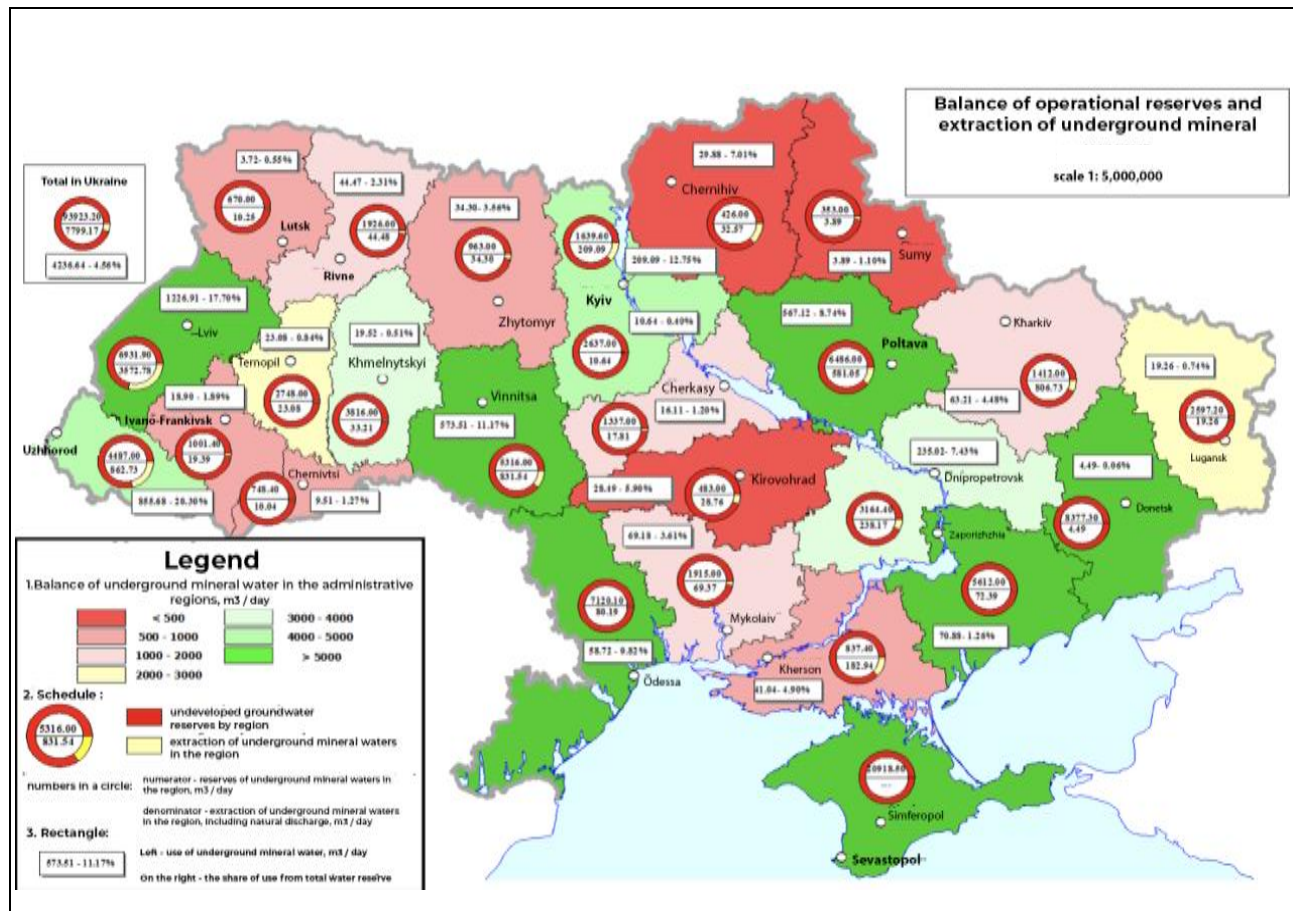 Balance of operational reserves and
extraction of underground mineral
scale 1: 5,000,000
Total in Ukraine
93923.20
7799.17
4236.64 - 4.56%
3.72- 0.55%
670.00
10.25
Lutsk
44.47 - 2.31%
1926.00
44.48
Rivne
34.30- 3.56%
963.00
34.30
Zhytomyr
1639.60
209.09
209.09 - 12.75%
Kyiv
10.64 - 0.40%
2637.00
10.64
29.88 - 7.01%
Chernihiv
426.00
32.57
353.00
3.89
Sumy
3.89 - 1.10%
1226.91 - 17.70%
Lviv
6931.90
3572.78
23.08 - 0.84%
Ternopil
2748.00
23.08
19.52 - 0.51%
Khmelnytskyi
3816.00
33.21
Vinnitsa
573.51 - 11.17%
5316.00
831.54
567.12 - 8.74%
Poltava
6486.00
581.05
Kharkiv
1412.00
806.73
63.21 - 4.48%
19.26 - 0.74%
2597.20
19.26
Lugansk
Cherkasy
16.11 - 1.20%
1337.00
17.81
18.90 - 1.89%
Ivano-Frankivsk
1001.40
19.39
Uzhhorod
4487.00
862.73
855.68 - 20.30%
Chernivtsi
748.40
10.04
9.51 - 1.27%
28.49 - 5.90%
483.00
28.76
Kirovohrad
235.02- 7.43%
Dnipropetrovsk
3164.40
238.17
4.49- 0.06%
Donetsk
8377.30
4.49
Zaporizhzhia
5612.00
72.39
70.88- 1.26%
69.18 - 3.61%
1915.00
69.37
Mykolaiv
7120.10
80.19
58.72 - 0.82%
Odessa
Kherson
837.40
182.94
41.04- 4.90%
20918.50
Simferopol
Sevastopol
Legend
1.Balance of underground mineral water in the administrative
regions, m3 / day
< 500
500 - 1000
1000 - 2000
2000 - 3000
3000 - 4000
4000 - 5000
> 5000
2. Schedule :
5316.00
831.54
undeveloped groundwater
reserves by region
extraction of underground mineral waters
in the region
numbers in a circle:
numerator - reserves of underground mineral waters in
the region, m3 / day
denominator - extraction of underground mineral waters
in the region, including natural discharge, m3 / day
3. Rectangle:
573.51 - 11.17%
Left - use of underground mineral water, m3 / day
On the right - the share of use from total water reserve